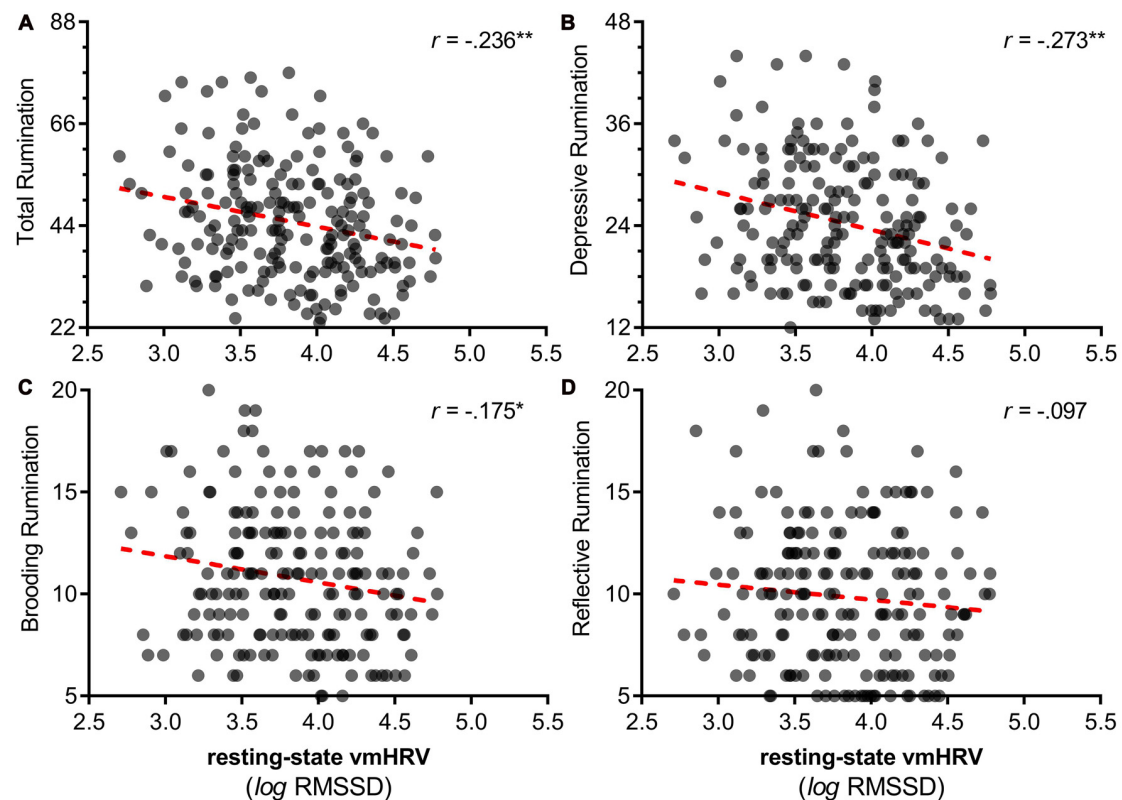 A
88
66
44
22
Total Rumination
r = -.236**
2.5 3.0 3.5 4.0 4.5 5.0 5.5
B
48
36
24
12
Depressive Rumination
r = -.273**
2.5 3.0 3.5 4.0 4.5 5.0 5.5
C
20
15
10
5
Brooding Rumination
r = -.175*
2.5 3.0 3.5 4.0 4.5 5.0 5.5
resting-state vmHRV
(log RMSSD)
D
20
15
10
5
Reflective Rumination
r = -.097
2.5 3.0 3.5 4.0 4.5 5.0 5.5
resting-state vmHRV
(log RMSSD)